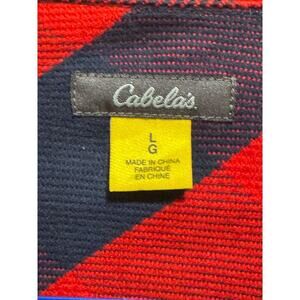 Cabela's
L
G
MADE IN CHINA
FABRIQUÉ
EN CHINE